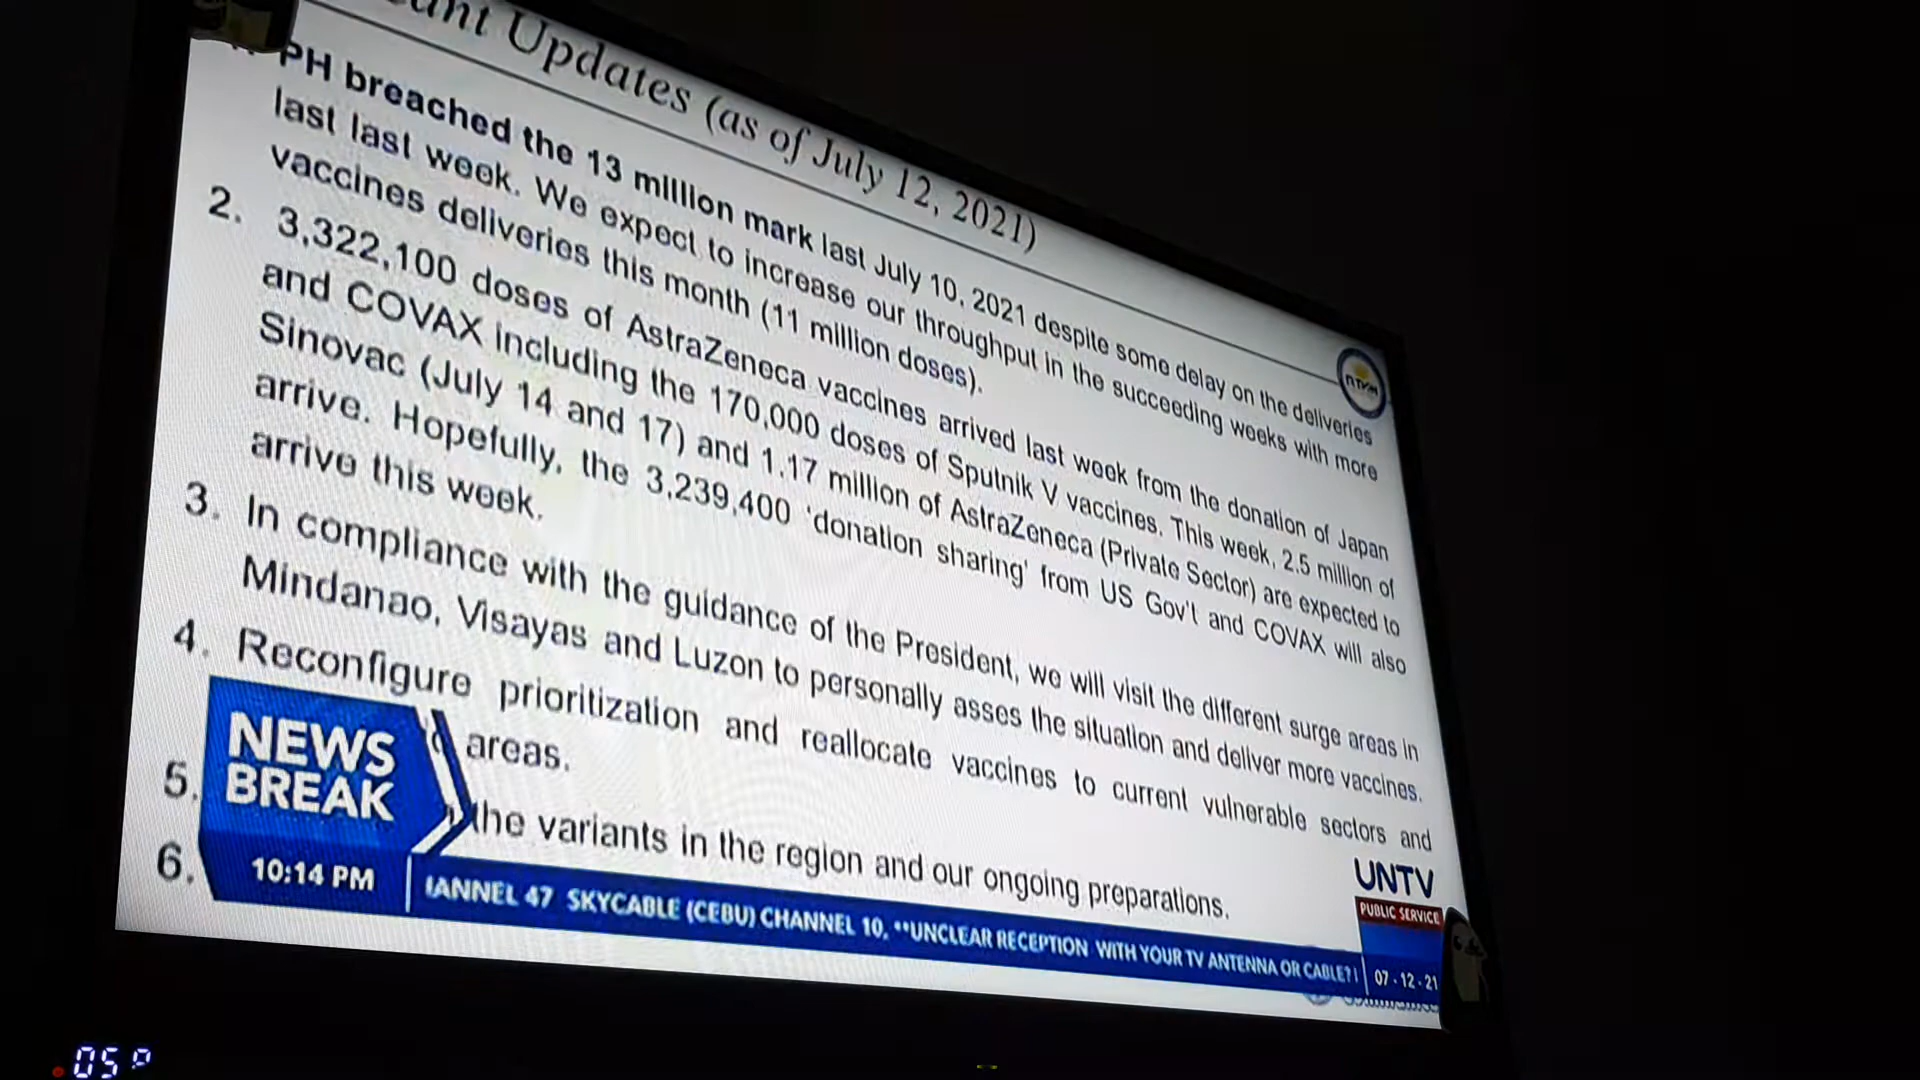 Updates (as of July 12, 2021)
PH breached the 13 million mark last July 10, 2021 despite some delay on the deliveries
last last week. We expect to increase our throughput in the succeeding weeks with more
vaccines deliveries this month (11 million doses).
2. 3,322,100 doses of AstraZeneca vaccines arrived last week from the donation of Japan
and COVAX including the 170,000 doses of Sputnik V vaccines. This week, 2.5 million of
Sinovac (July 14 and 17) and 1.17 million of AstraZeneca (Private Sector) are expected to
arrive. Hopefully, the 3,239,400 'donation sharing' from US Gov't and COVAX will also
arrive this week.
3. In compliance with the guidance of the President, we will visit the different surge areas in
Mindanao, Visayas and Luzon to personally asses the situation and deliver more vaccines.
4. Reconfigure prioritization and reallocate vaccines to current vulnerable sectors and
areas.
5. the variants in the region and our ongoing preparations.
6.
RTVM
NEWS
BREAK
10:14 PM
ANNEL 47 SKYCABLE (CEBU) CHANNEL 10, **UNCLEAR RECEPTION WITH YOUR TV ANTENNA OR CABLE?
UNTV
PUBLIC SERVICE
07-12-21
05